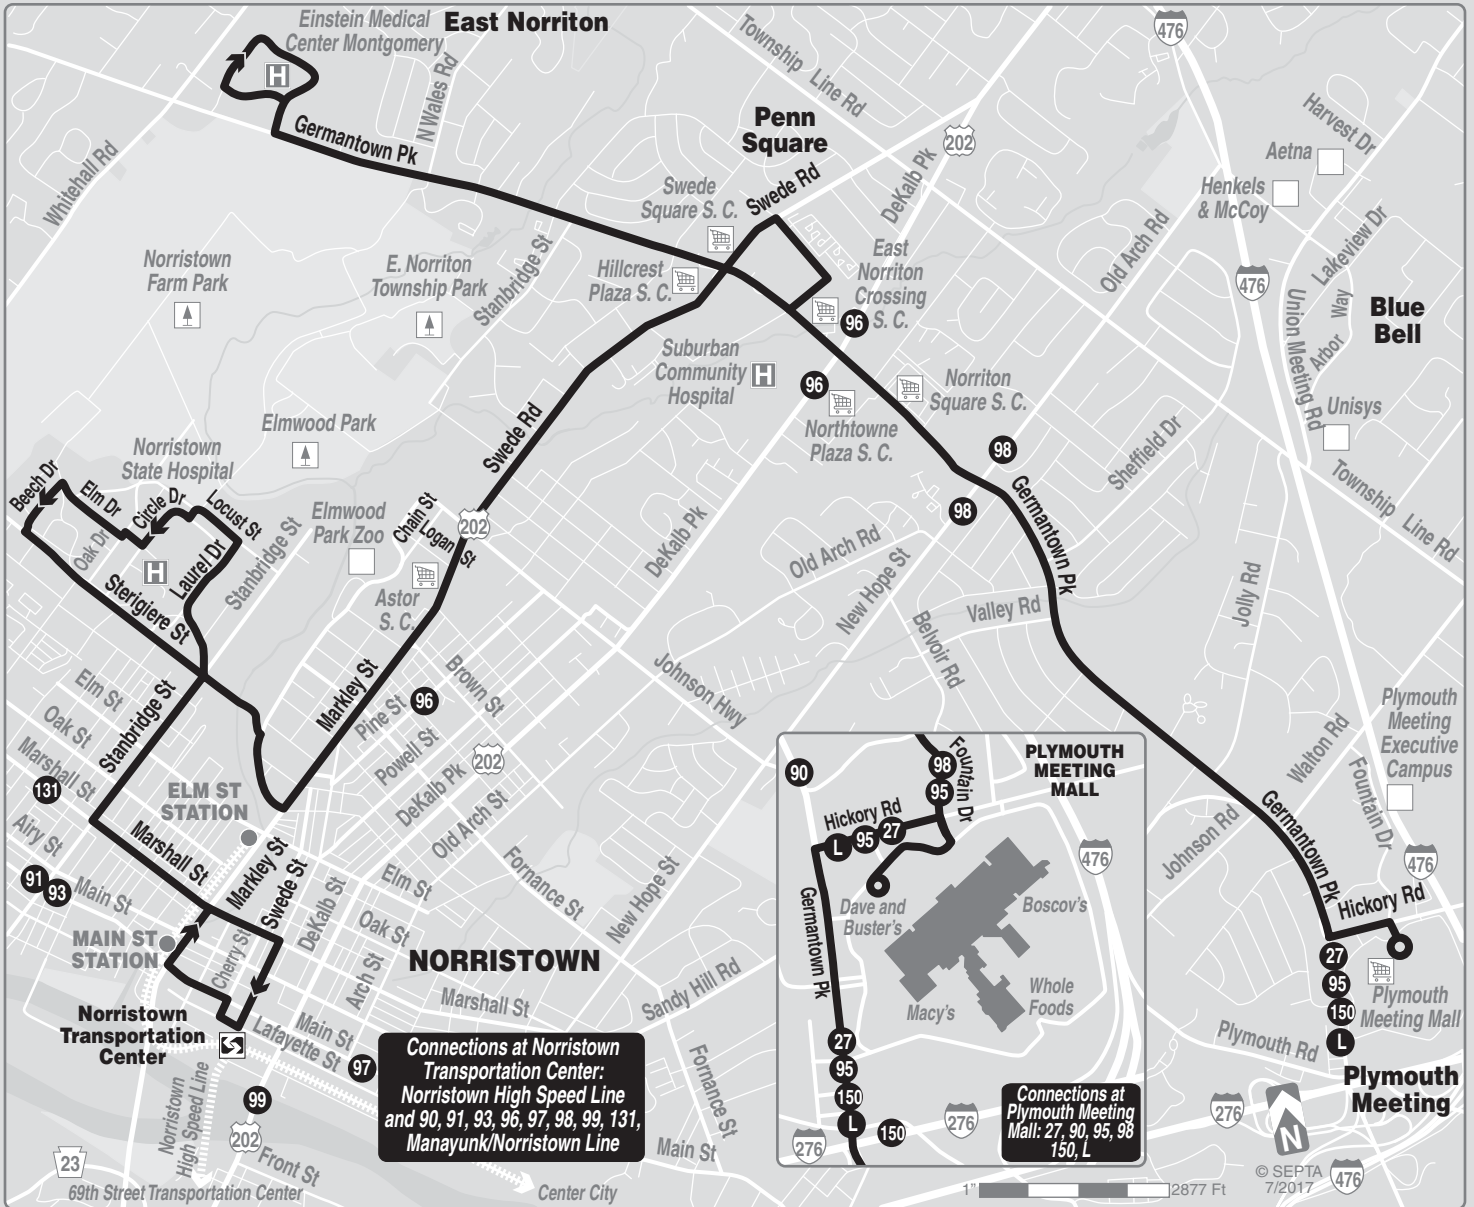 Einstein Medical
Center Montgomery
East Norriton
H
Germantown Pk
N Wales Rd
Whitehall Rd
Township Line Rd
Penn
Square
202
476
Harvest Dr
Aetna
Henkels
& McCoy
Swede Rd
DeKalb Pk
Swede
Square S. C.
Old Arch Rd
Lakeview Dr
Norristown
Farm Park
E. Norriton
Township Park
Stanbridge St
Hillcrest
Plaza S. C.
East
Norriton
Crossing
S. C.
96
476
Union Meeting Rd
Arbor Way
Blue
Bell
Suburban
Community
Hospital
H
96
Norriton
Square S. C.
Northtowne
Plaza S. C.
Unisys
Elmwood Park
Swede Rd
98
98
Sheffield Dr
Township Line Rd
Norristown
State Hospital
Beech Dr
Elm Dr
Circle Dr
Locust St
Oak Dr
H
Laurel Dr
Sterigiere St
Stanbridge St
Elmwood
Park Zoo
Chain St
Logan St
202
Astor
S. C.
DeKalb Pk
Old Arch Rd
New Hope St
Germantown Pk
Valley Rd
Belvoir Rd
Jolly Rd
Elm St
Oak St
Marshall St
Stanbridge St
Markley St
Pine St
96
Brown St
Powell St
DeKalb Pk
202
Old Arch St
Johnson Hwy
131
ELM ST
STATION
Airy St
Marshall St
91
93
Main St
Markley St
Swede St
DeKalb St
Elm St
Oak St
Fornance St
New Hope St
MAIN ST
STATION
Cherry St
Arch St
NORRISTOWN
Marshall St
Sandy Hill Rd
Norristown
Transportation
Center
Main St
Lafayette St
97
99
202
Norristown
High Speed Line
Front St
23
69th Street Transportation Center
Connections at Norristown
Transportation Center:
Norristown High Speed Line
and 90, 91, 93, 96, 97, 98, 99, 131,
Manayunk/Norristown Line
Fornance St
Main St
Center City
PLYMOUTH
MEETING
MALL
90
98
95
Fountain Dr
Hickory Rd
L
95
27
476
Dave and
Buster's
Boscov's
Germantown Pk
Macy's
Whole
Foods
27
95
150
L
150
276
276
Connections at
Plymouth Meeting
Mall: 27, 90, 95, 98
150, L
Plymouth
Meeting
Executive
Campus
Walton Rd
Fountain Dr
Johnson Rd
Germantown Pk
476
Hickory Rd
27
95
150
L
Plymouth
Meeting Mall
Plymouth Rd
Plymouth
Meeting
276
N
© SEPTA
7/2017
476
1"
2877 Ft